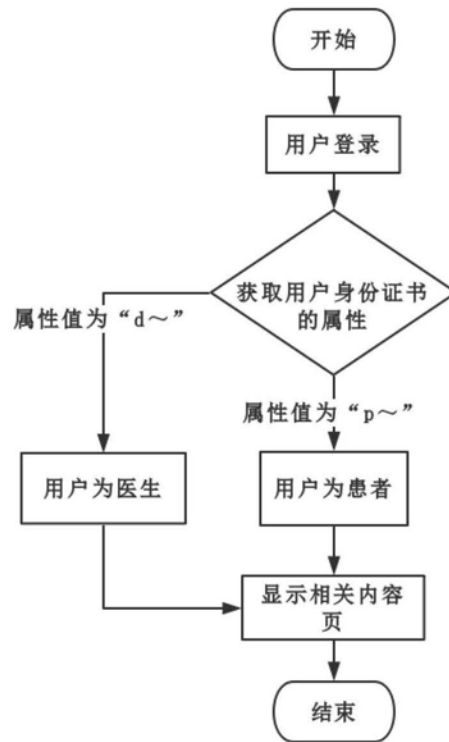 开始
用户登录
获取用户身份证书
的属性
属性值为“d～”
属性值为“p～”
用户为医生
用户为患者
显示相关内容
页
结束